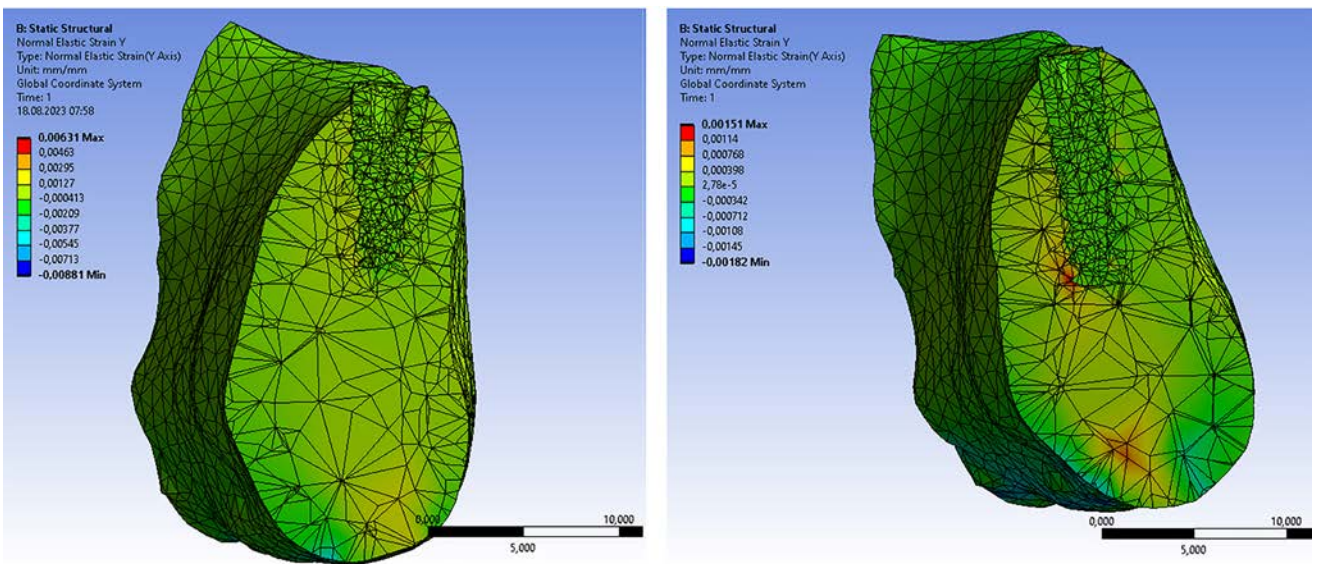 B: Static Structural
Normal Elastic Strain Y
Type: Normal Elastic Strain(Y Axis)
Unit: mm/mm
Global Coordinate System
Time: 1
18.08.2023 07:58
0,00631 Max
0,00463
0,00295
0,00127
-0,000413
-0,00209
-0,00377
-0,00545
-0,00713
-0,00881 Min
0,000
10,000
5,000
B: Static Structural
Normal Elastic Strain Y
Type: Normal Elastic Strain(Y Axis)
Unit: mm/mm
Global Coordinate System
Time: 1
0,00151 Max
0,00114
0,000768
0,000398
2,78e-5
-0,000342
-0,000712
-0,00108
-0,00145
-0,00182 Min
0,000
10,000
5,000